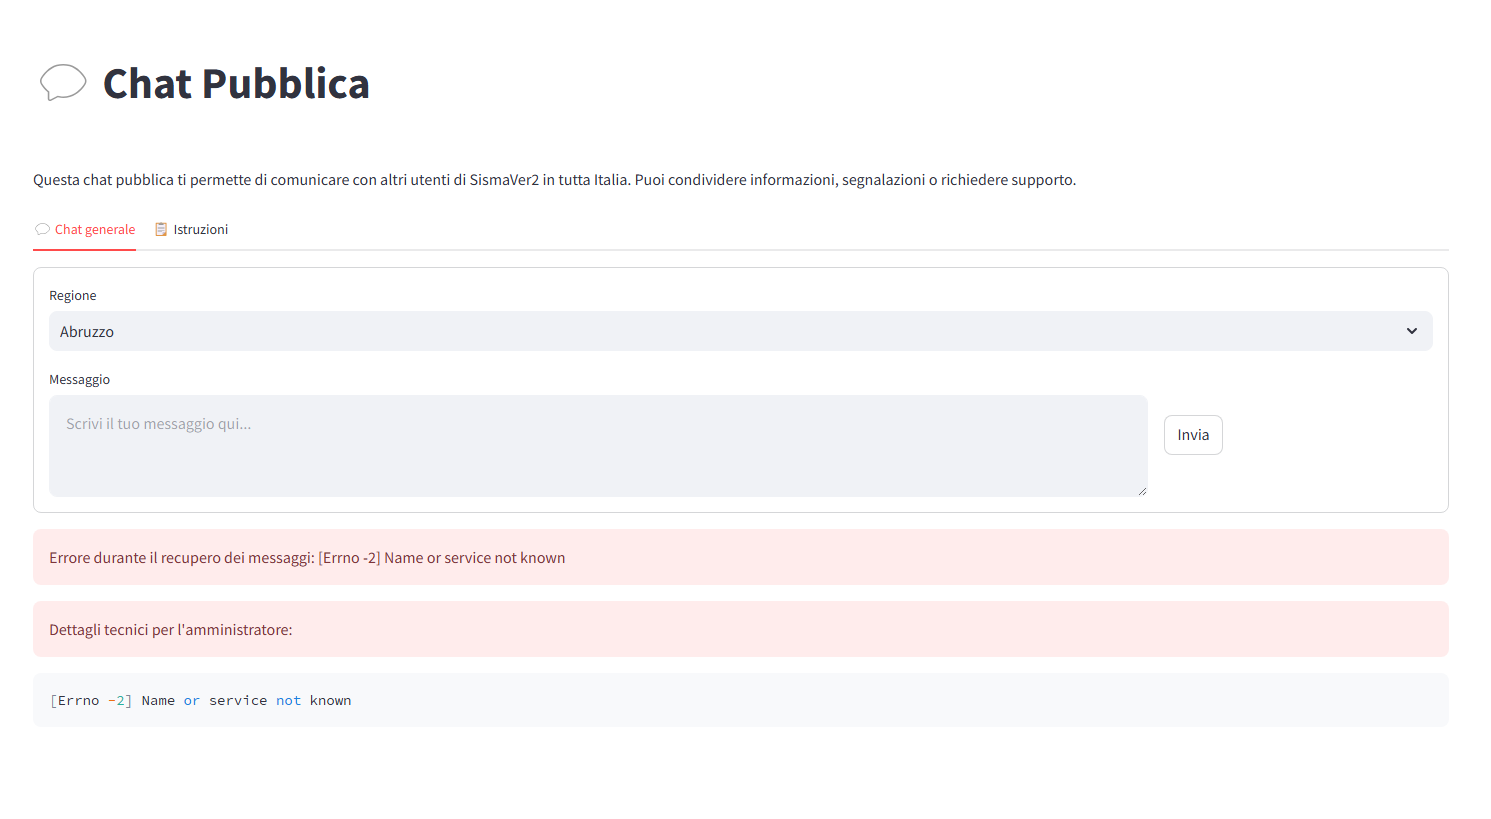 Chat Pubblica
Questa chat pubblica ti permette di comunicare con altri utenti di SismaVer2 in tutta Italia. Puoi condividere informazioni, segnalazioni o richiedere supporto.
Chat generale
Istruzioni
Regione
Abruzzo
Messaggio
Scrivi il tuo messaggio qui...
Invia
Errore durante il recupero dei messaggi: [Errno -2] Name or service not known
Dettagli tecnici per l'amministratore:
[Errno -2] Name or service not known